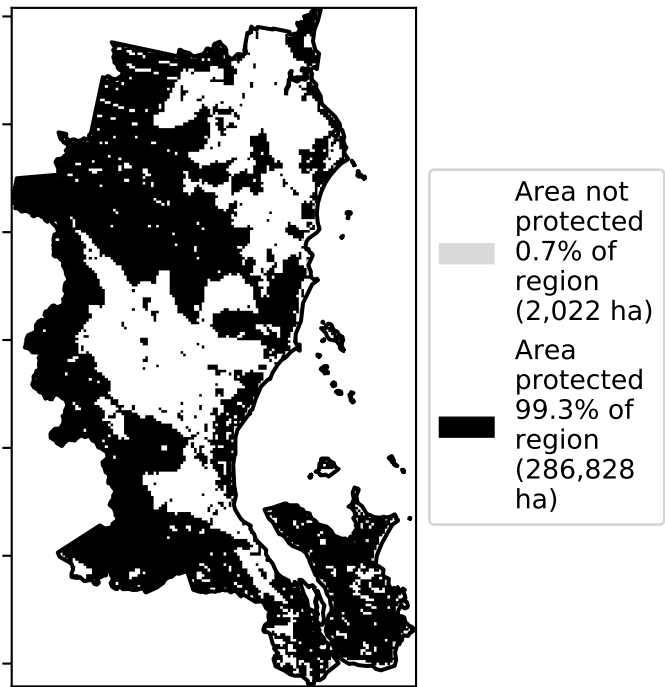 Area not
protected
0.7% of
region
(2,022 ha)
Area
protected
99.3% of
region
(286,828
ha)